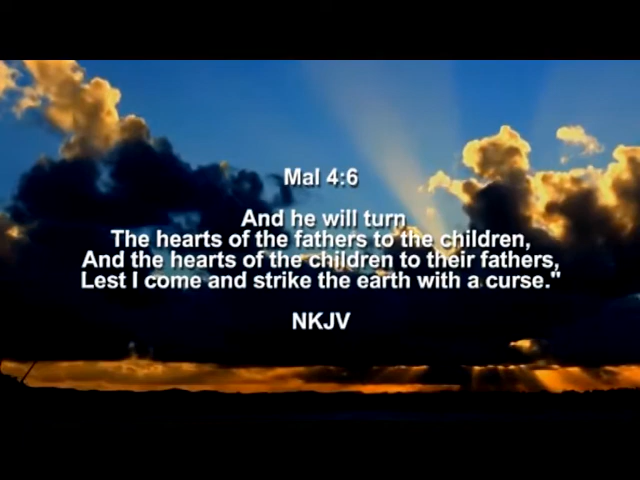 Mal 4:6
And he will turn
The hearts of the fathers to the children,
And the hearts of the children to their fathers,
Lest I come and strike the earth with a curse."
NKJV